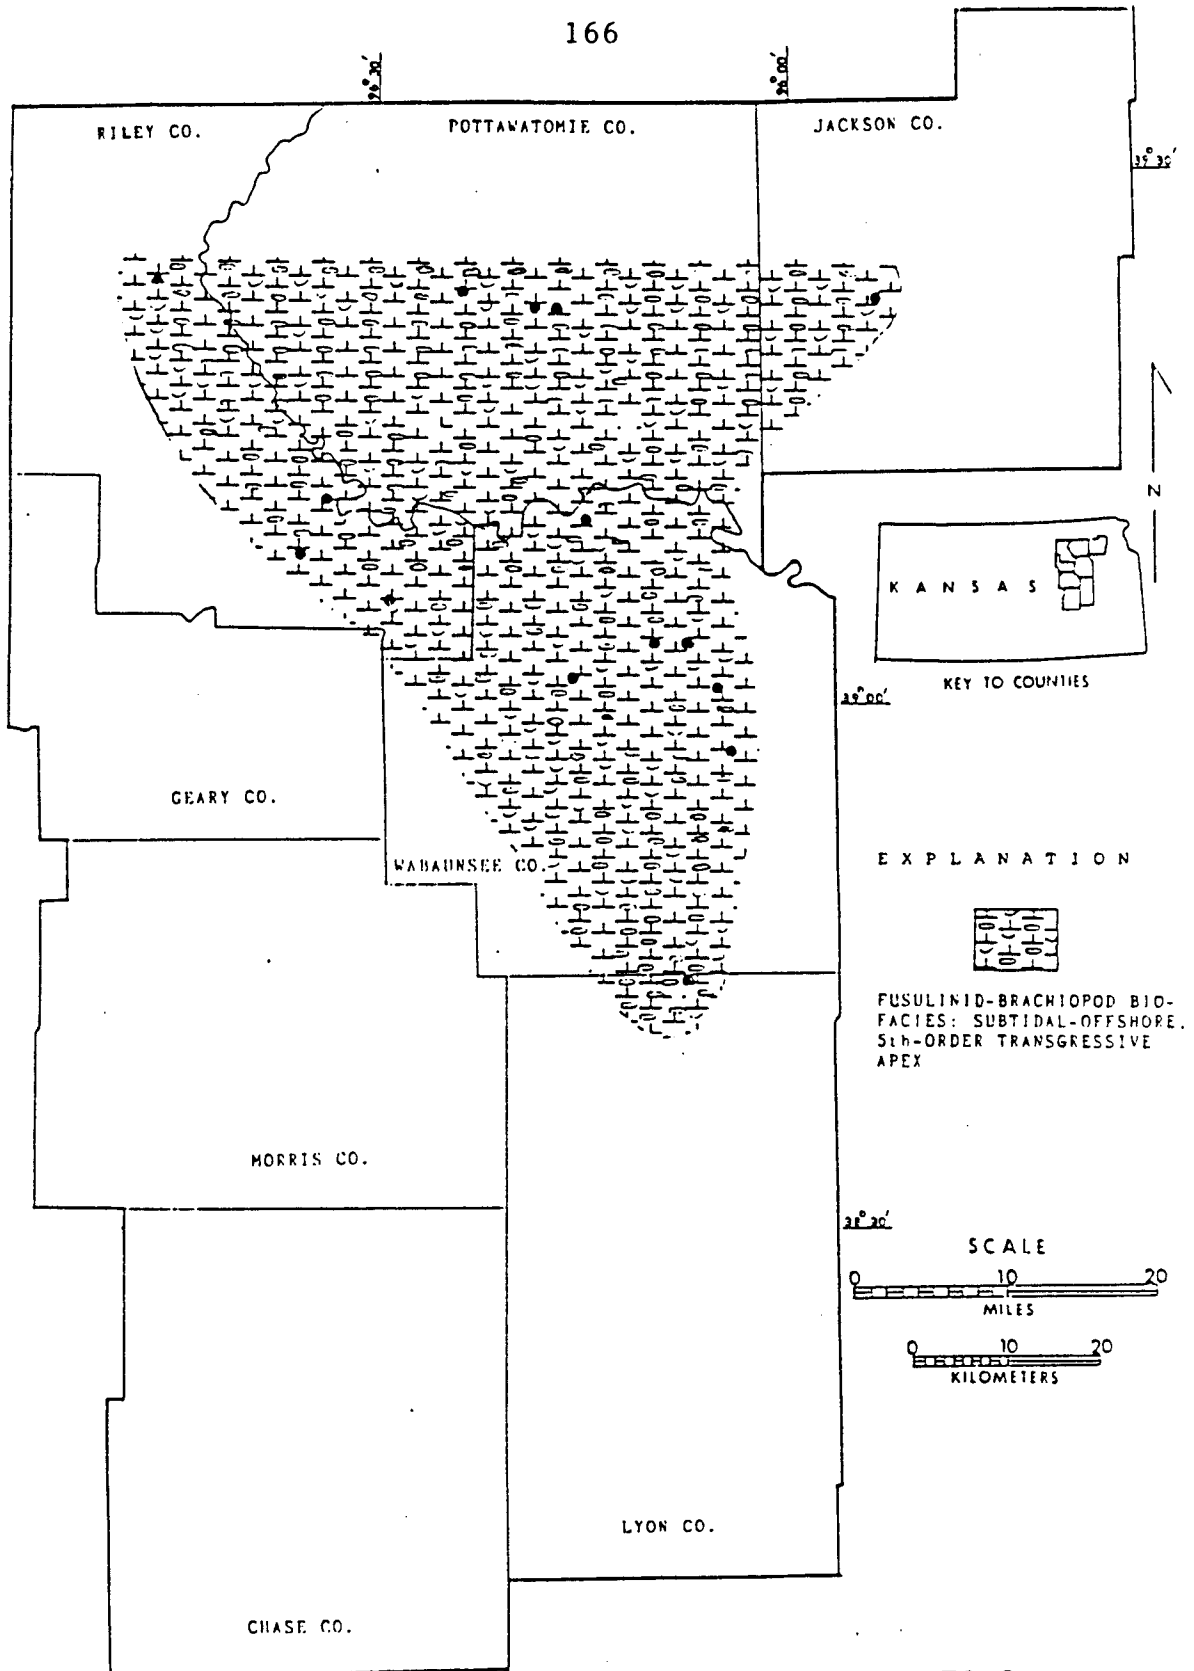 166
96° 30'
96° 00'
RILEY CO.
POTTAWATOMIE CO.
JACKSON CO.
39° 30'
N
KANSAS
KEY TO COUNTIES
39° 00'
GEARY CO.
WABAUNSEE CO.
EXPLANATION
FUSULINID-BRACHIOPOD BIO-
FACIES: SUBTIDAL-OFFSHORE.
5th-ORDER TRANSGRESSIVE
APEX
MORRIS CO.
38° 30'
SCALE
0 10 20
MILES
0 10 20
KILOMETERS
LYON CO.
CHASE CO.